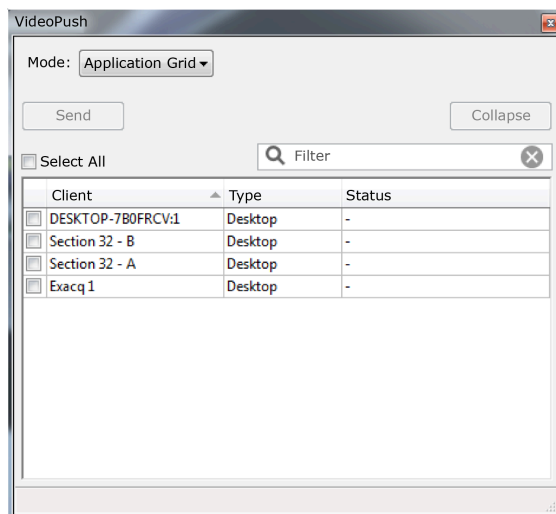 VideoPush
Mode: Application Grid
Send Collapse
Select All Filter
Client Type Status
DESKTOP-7B0FRCV:1 Desktop -
Section 32 - B Desktop -
Section 32 - A Desktop -
Exacq 1 Desktop -